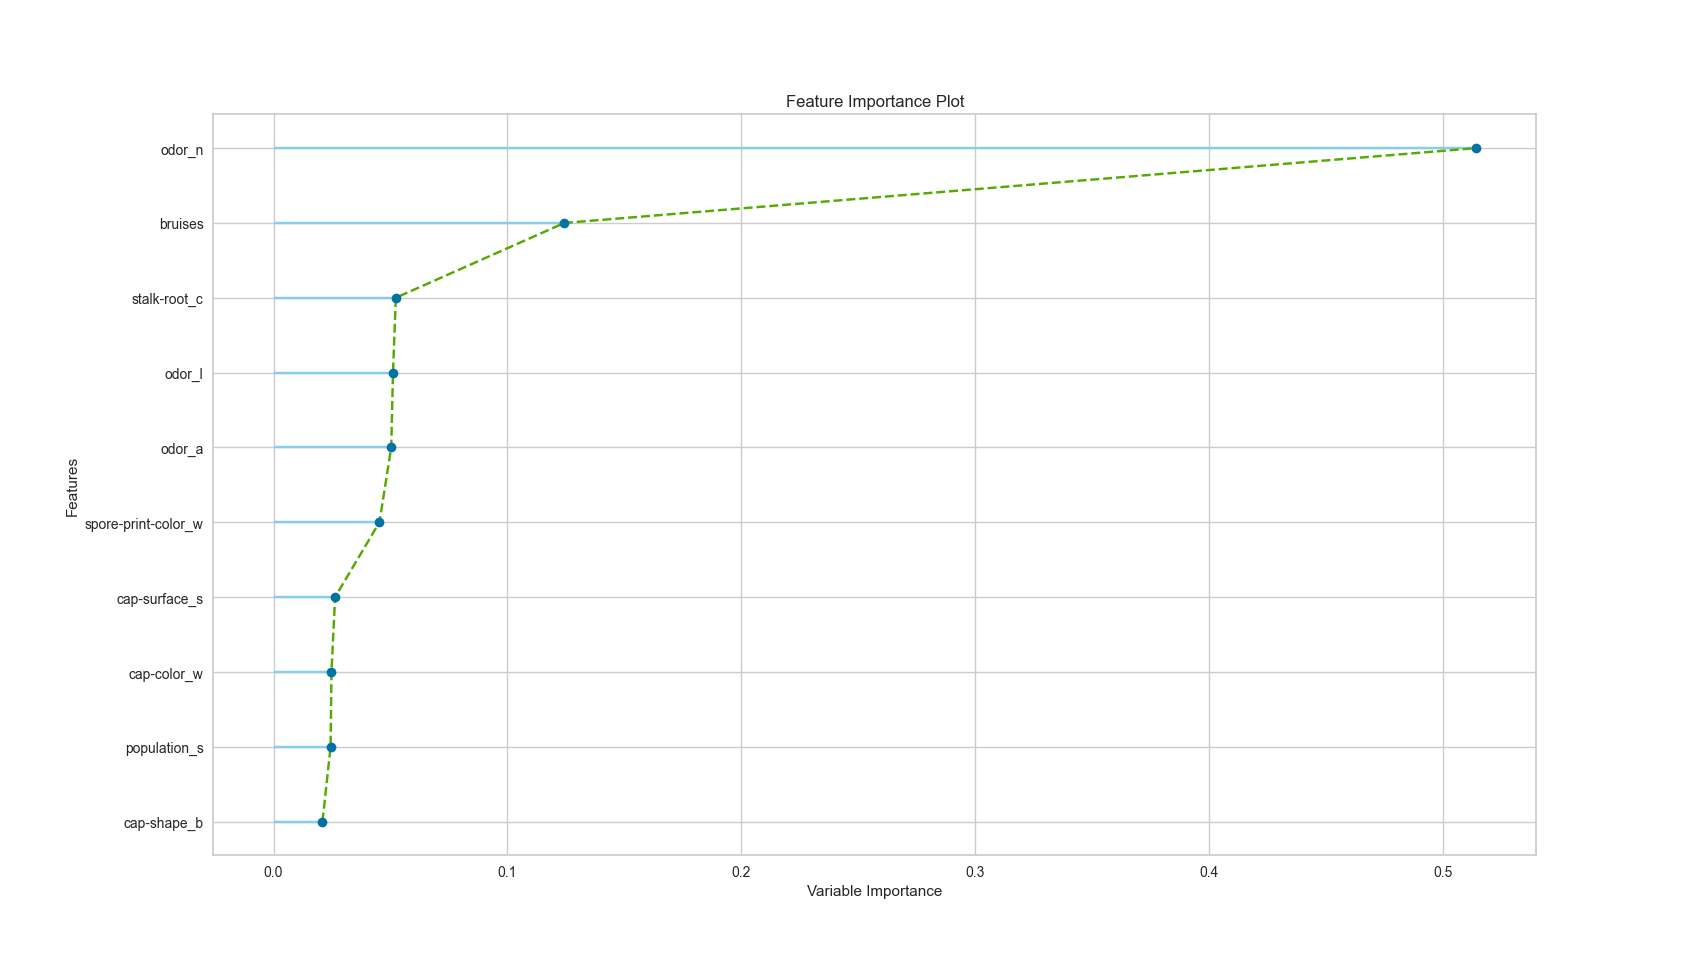 Feature Importance Plot
odor_n
bruises
stalk-root_c
odor_l
odor_a
Features
spore-print-color_w
cap-surface_s
cap-color_w
population_s
cap-shape_b
0.0 0.1 0.2 0.3 0.4 0.5
Variable Importance